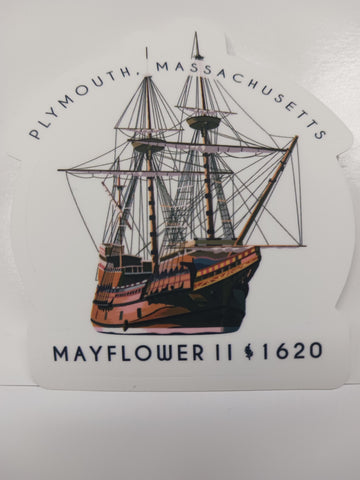 PLYMOUTH, MASSACHUSETTS
MAYFLOWER II 1620